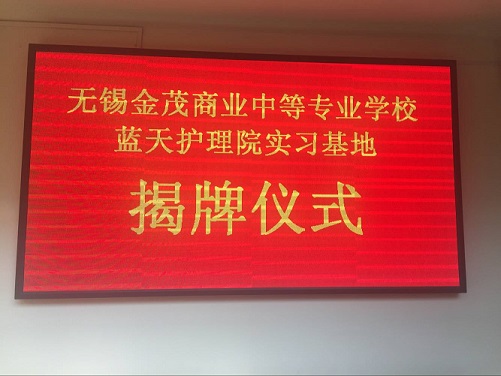 无锡金茂商业中等专业学校
蓝天护理院实习基地
揭牌仪式